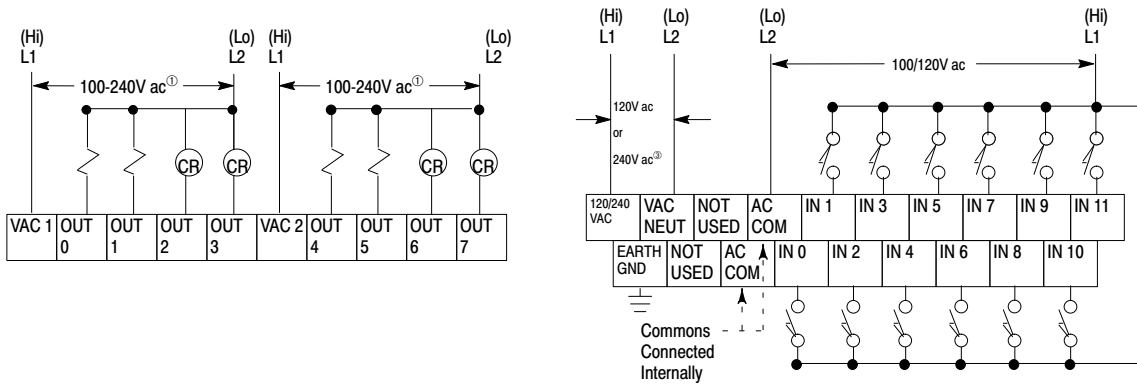 (Hi) (Lo) (Hi) (Lo)
L1 L2 L1 L2
100-240V ac① 100-240V ac①
CR CR CR CR
VAC 1 OUT 0 OUT 1 OUT 2 OUT 3 VAC 2 OUT 4 OUT 5 OUT 6 OUT 7
(Hi) (Lo) (Lo) (Hi)
L1 L2 L2 L1
100/120V ac
120V ac
or
240V ac③
120/240 VAC VAC NEUT NOT USED AC COM IN 1 IN 3 IN 5 IN 7 IN 9 IN 11
EARTH GND NOT USED AC COM IN 0 IN 2 IN 4 IN 6 IN 8 IN 10
Commons
Connected
Internally